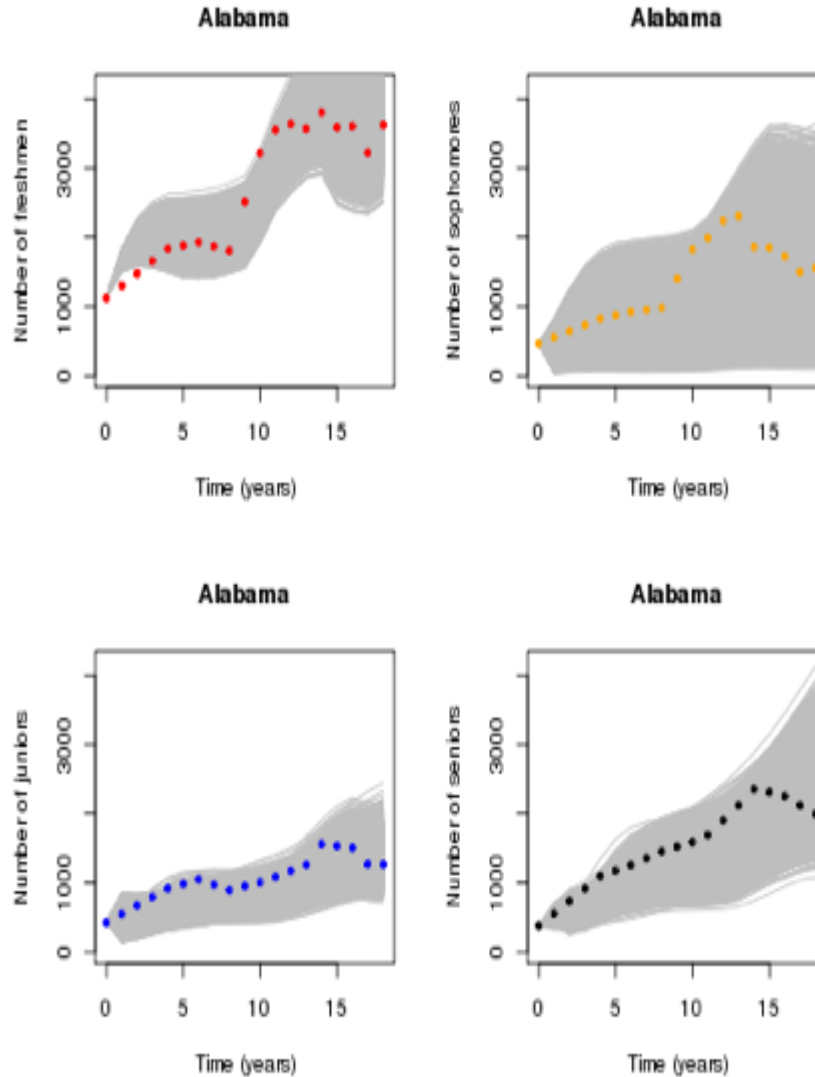 Alabama
Number of freshmen
0
1000
3000
0
5
10
15
Time (years)
Alabama
Number of sophomores
0
1000
3000
0
5
10
15
Time (years)
Alabama
Number of juniors
0
1000
3000
0
5
10
15
Time (years)
Alabama
Number of seniors
0
1000
3000
0
5
10
15
Time (years)